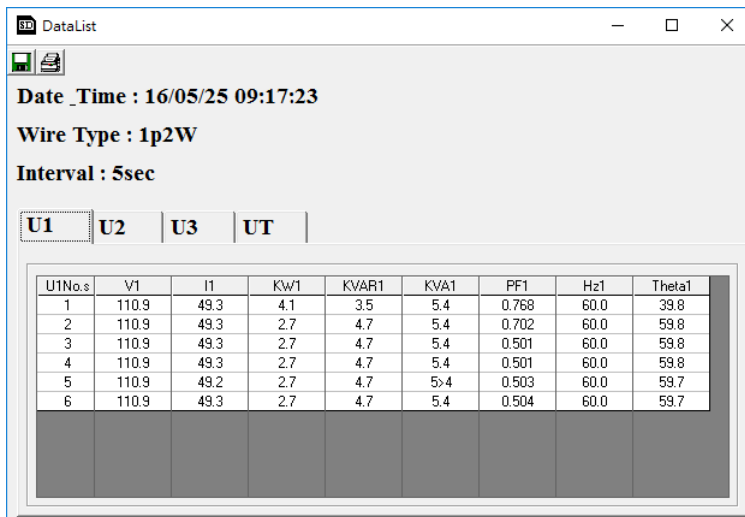 SD DataList
Date_Time : 16/05/25 09:17:23
Wire Type : 1p2W
Interval : 5sec
U1 U2 U3 UT
U1No.s V1 I1 KW1 KVAR1 KVA1 PF1 Hz1 Theta1
1 110.9 49.3 4.1 3.5 5.4 0.768 60.0 39.8
2 110.9 49.3 2.7 4.7 5.4 0.702 60.0 59.8
3 110.9 49.3 2.7 4.7 5.4 0.501 60.0 59.8
4 110.9 49.3 2.7 4.7 5.4 0.501 60.0 59.8
5 110.9 49.2 2.7 4.7 5>4 0.503 60.0 59.7
6 110.9 49.3 2.7 4.7 5.4 0.504 60.0 59.7